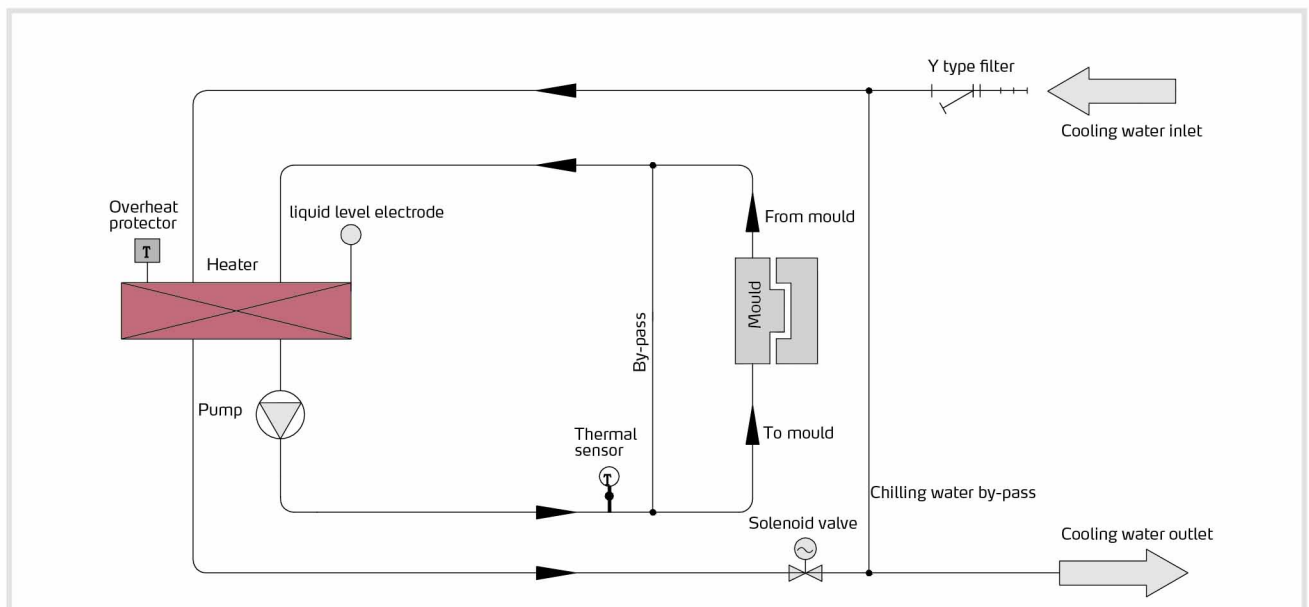 Y type filter
Cooling water inlet
Overheat
protector
T
liquid level electrode
Heater
From mould
Mould
By-pass
Pump
Thermal
sensor
T
To mould
Chilling water by-pass
Solenoid valve
Cooling water outlet